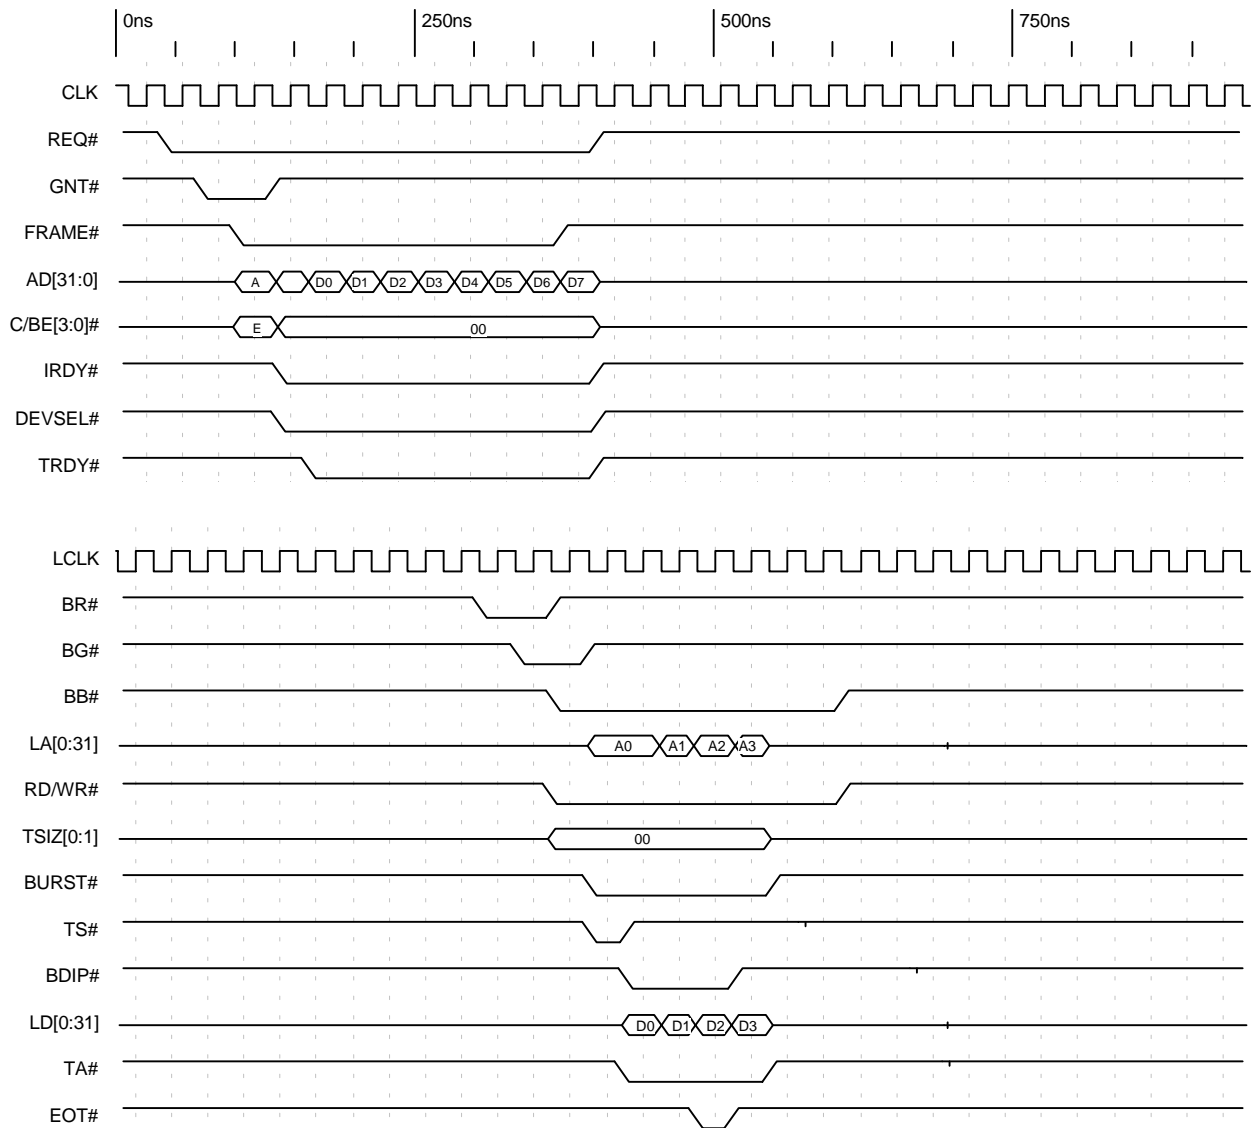 0ns 250ns 500ns 750ns
CLK
REQ#
GNT#
FRAME#
AD[31:0] A D0 D1 D2 D3 D4 D5 D6 D7
C/BE[3:0]# E 00
IRDY#
DEVSEL#
TRDY#
LCLK
BR#
BG#
BB#
LA[0:31] A0 A1 A2 A3
RD/WR#
TSIZ[0:1] 00
BURST#
TS#
BDIP#
LD[0:31] D0 D1 D2 D3
TA#
EOT#